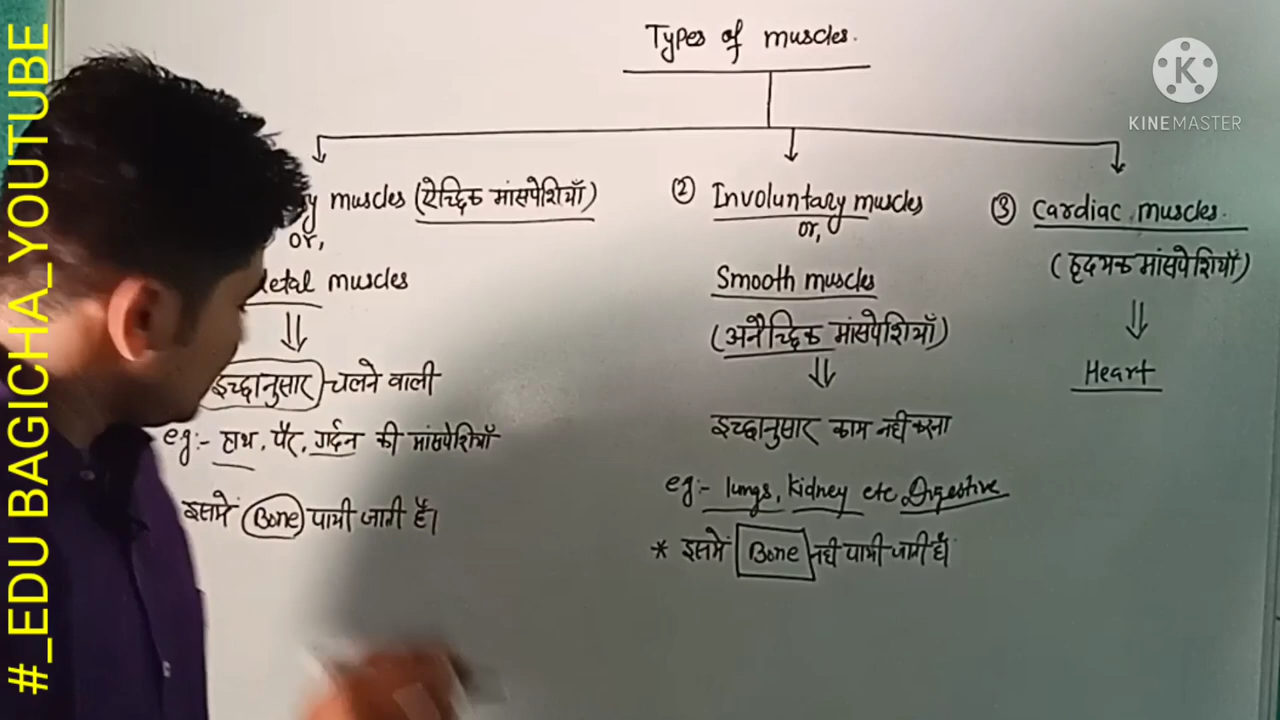 #_EDU BAGICHA_YOUTUBE
KINEMASTER
Types of muscles.
muscles (ऐच्छिक मांसपेशियाँ)
or,
muscles
इच्छानुसार चलने वाली
eg:- हाथ, पैर, गर्दन की मांसपेशियाँ
इसमें Bone पायी जाती है।
② Involuntary muscles
or,
Smooth muscles
(अनैच्छिक मांसपेशियाँ)
इच्छानुसार काम नहीं करना
eg:- lungs, kidney etc Digestive
* इसमें Bone नहीं पायी जाती है।
③ Cardiac muscles.
(हृदयक मांसपेशियाँ)
Heart